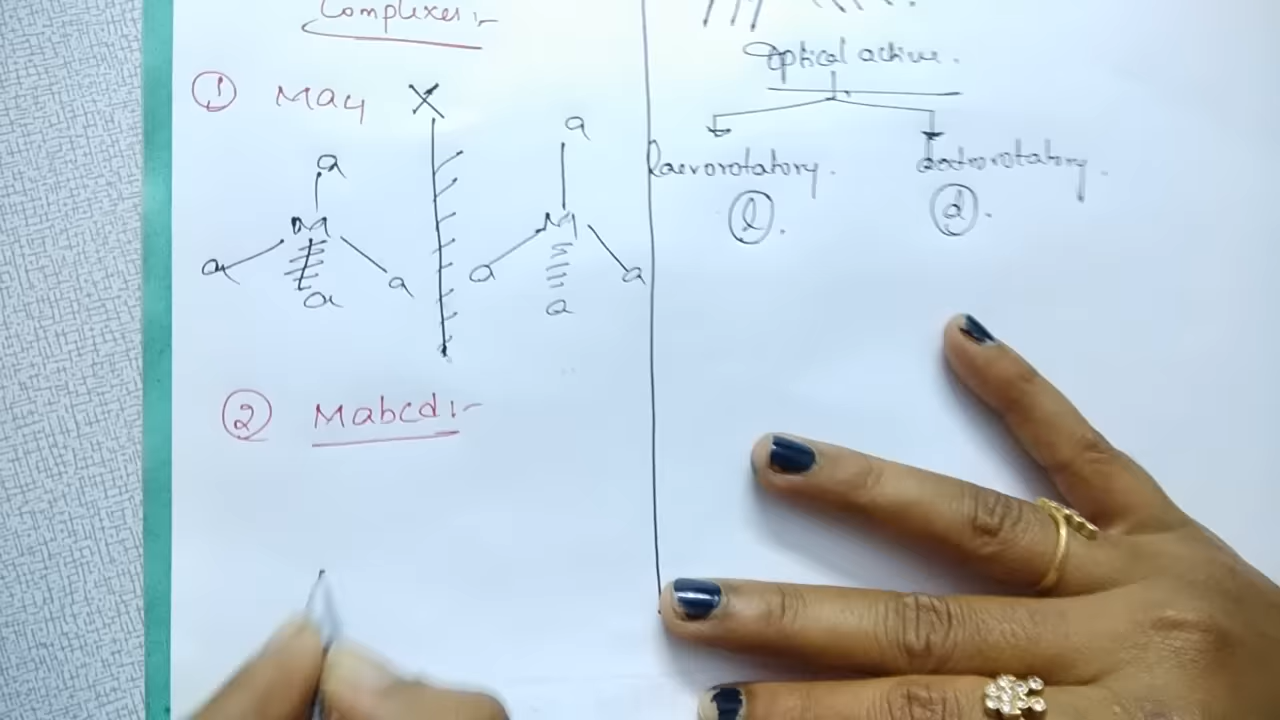 Complexes:-
① Ma4 X
a
M
a a
a
a
M
a a
a
② Mabcd:-
Optical active.
laevorotatory. dextrorotatory.
ⓛ. ⓓ.